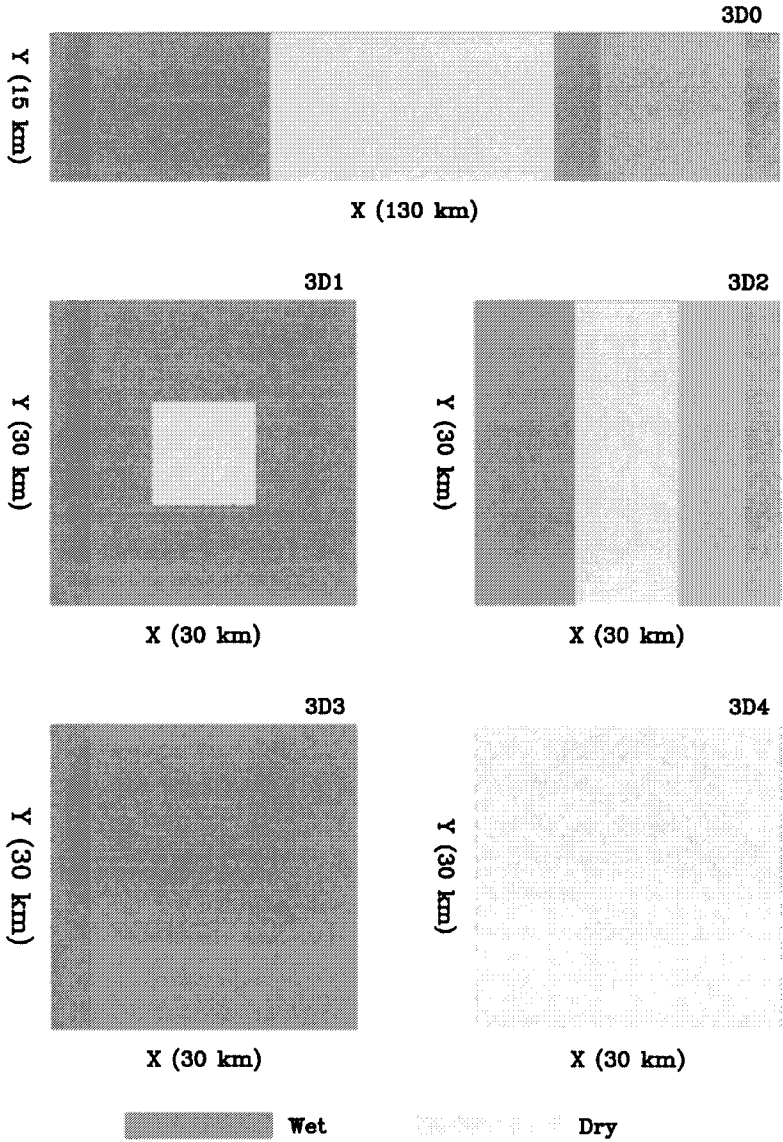 3D0
Y (15 km)
X (130 km)
3D1
3D2
Y (30 km)
Y (30 km)
X (30 km)
X (30 km)
3D3
3D4
Y (30 km)
Y (30 km)
X (30 km)
X (30 km)
Wet
Dry